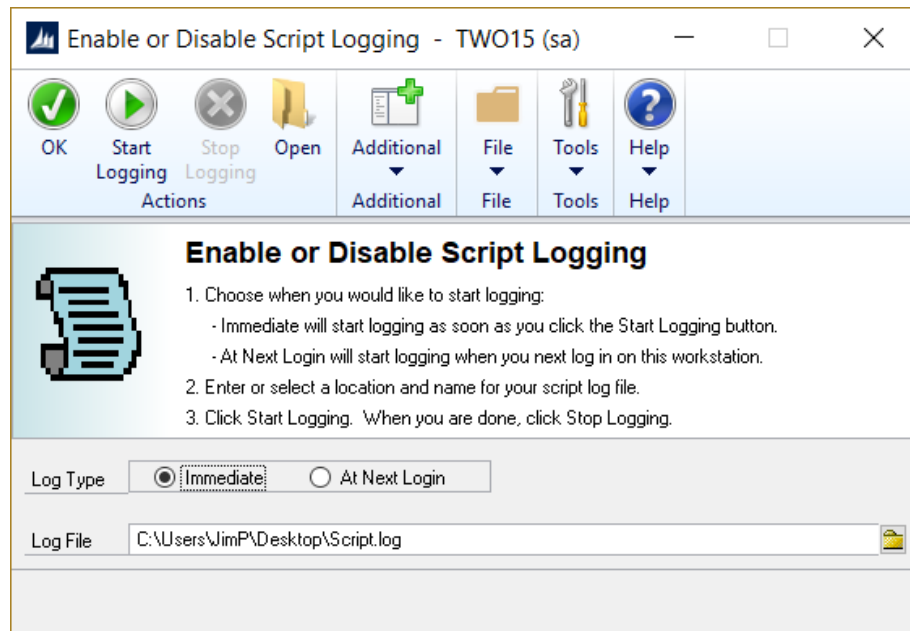 Enable or Disable Script Logging - TWO15 (sa)
OK Start Logging Stop Logging Open Additional File Tools Help
Actions Additional File Tools Help
Enable or Disable Script Logging
1. Choose when you would like to start logging:
- Immediate will start logging as soon as you click the Start Logging button.
- At Next Login will start logging when you next log in on this workstation.
2. Enter or select a location and name for your script log file.
3. Click Start Logging. When you are done, click Stop Logging.
Log Type Immediate At Next Login
Log File C:\Users\JimP\Desktop\Script.log